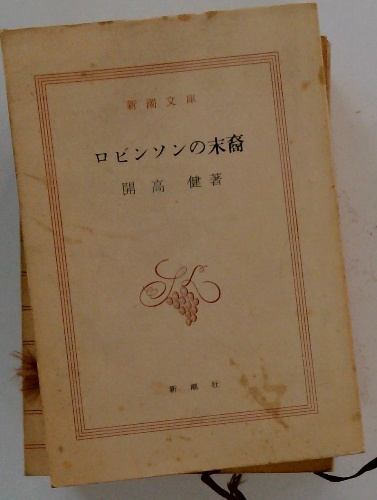 新潮文庫
ロビンソンの末裔
開高 健著
新潮社